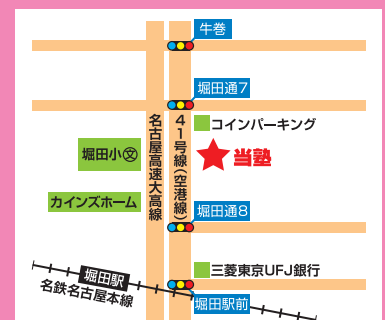 牛巻
堀田通7
コインパーキング
名古屋高速大高線
41号線(空港線)
堀田小文
当塾
カインズホーム
堀田通8
三菱東京UFJ銀行
堀田駅
名鉄名古屋本線
堀田駅前